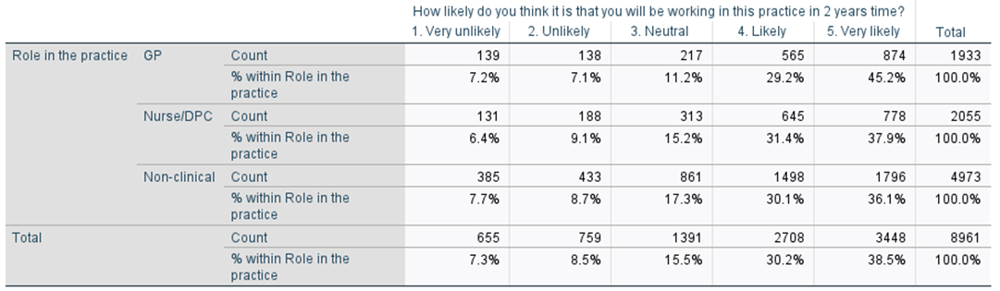 How likely do you think it is that you will be working in this practice in 2 years time?
1. Very unlikely 2. Unlikely 3. Neutral 4. Likely 5. Very likely Total
Role in the practice GP Count 139 138 217 565 874 1933
% within Role in the 7.2% 7.1% 11.2% 29.2% 45.2% 100.0%
practice
Nurse/DPC Count 131 188 313 645 778 2055
% within Role in the 6.4% 9.1% 15.2% 31.4% 37.9% 100.0%
practice
Non-clinical Count 385 433 861 1498 1796 4973
% within Role in the 7.7% 8.7% 17.3% 30.1% 36.1% 100.0%
practice
Total Count 655 759 1391 2708 3448 8961
% within Role in the 7.3% 8.5% 15.5% 30.2% 38.5% 100.0%
practice